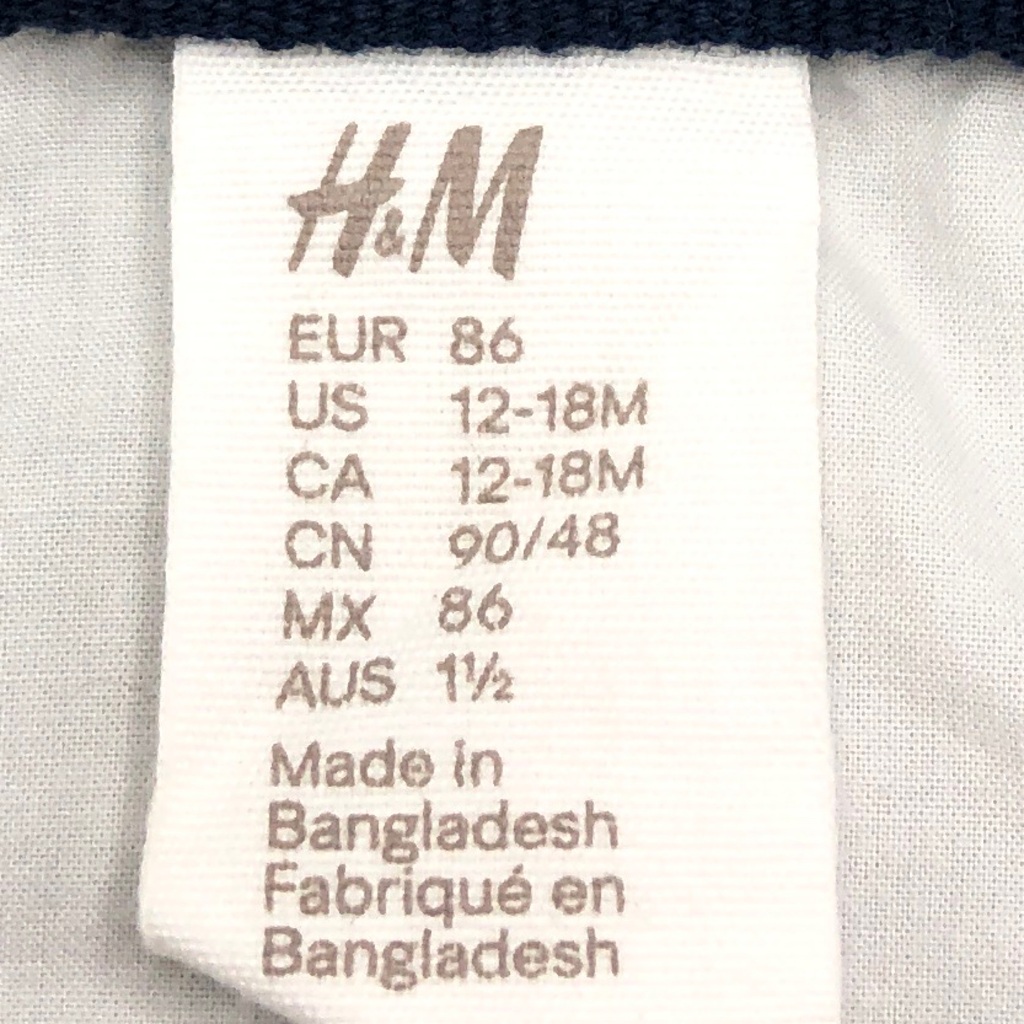 H&M
EUR 86
US 12-18M
CA 12-18M
CN 90/48
MX 86
AUS 1½
Made in
Bangladesh
Fabriqué en
Bangladesh